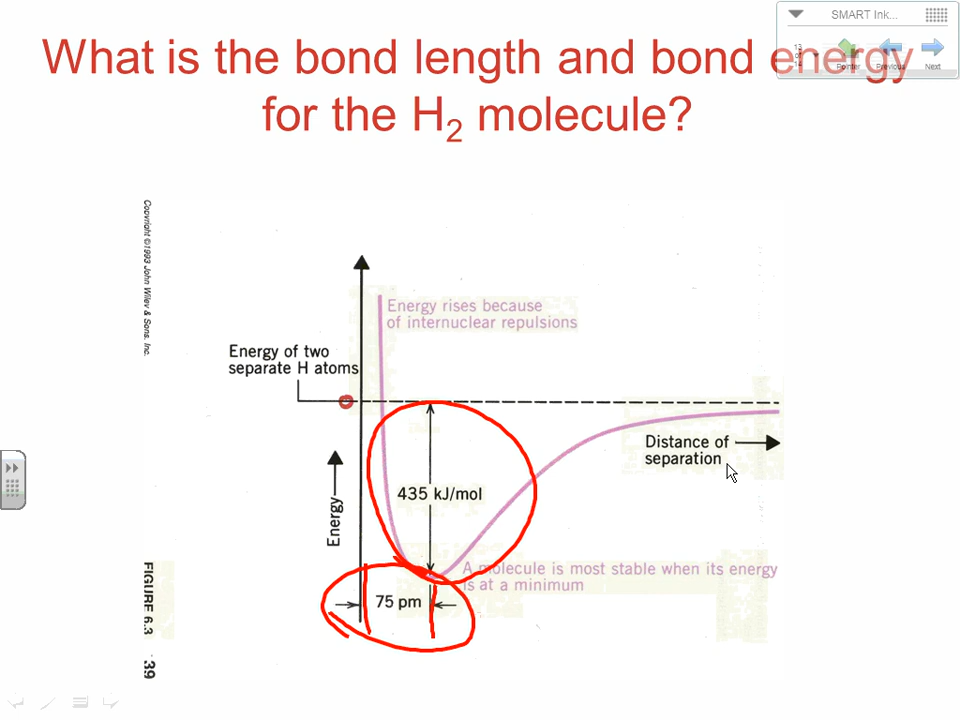 SMART Ink...
What is the bond length and bond energy
for the H₂ molecule?
Pointer
Previous
Next
Copyright ©1993 John Wiley & Sons, Inc.
Energy rises because
of internuclear repulsions
Energy of two
separate H atoms
Distance of
separation
435 kJ/mol
Energy
A molecule is most stable when its energy
is at a minimum
75 pm
FIGURE 6.3
39